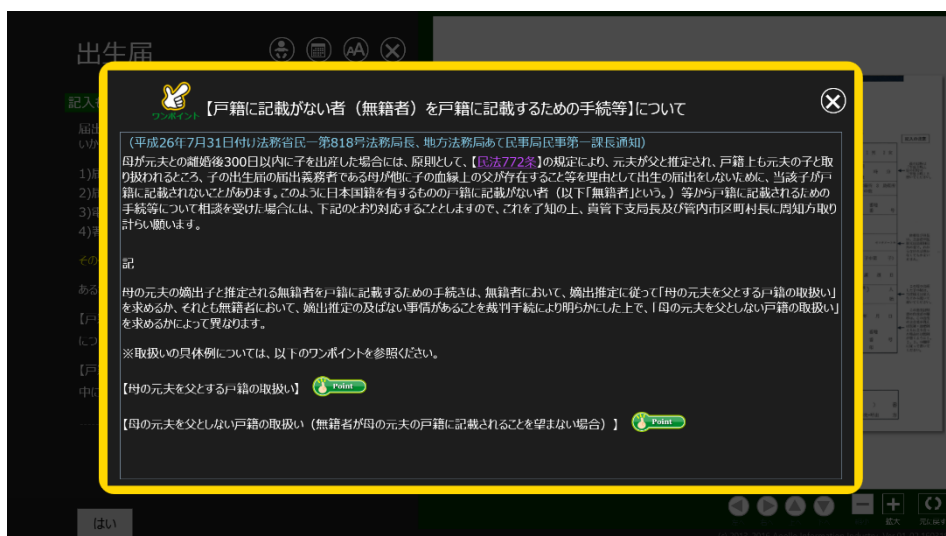 出生届
ワンポイント
【戸籍に記載がない者（無籍者）を戸籍に記載するための手続等】について
（平成26年7月31日付け法務省民一第818号法務局長、地方法務局あて民事局民事第一課長通知）
母が元夫との離婚後300日以内に子を出産した場合には、原則として、【民法772条】の規定により、元夫が父と推定され、戸籍上も元夫の子と取
り扱われるところ、子の出生届の届出義務者である母が他に子の血縁上の父が存在すること等を理由として出生の届出をしないために、当該子が戸
籍に記載されないことがあります。このように日本国籍を有するものの戸籍に記載がない者（以下「無籍者」という。）等から戸籍に記載されるための
手続等について相談を受けた場合には、下記のとおり対応することとしますので、これを了知の上、貴管下支局長及び管内市区町村長に周知方取り
計らい願います。
記
母の元夫の嫡出子と推定される無籍者を戸籍に記載するための手続きは、無籍者において、嫡出推定に従って「母の元夫を父とする戸籍の取扱い」
を求めるか、それとも無籍者において、嫡出推定の及ばない事情があることを裁判手続により明らかにした上で、「母の元夫を父としない戸籍の取扱い」
を求めるかによって異なります。
※取扱いの具体例については、以下のワンポイントを参照ください。
【母の元夫を父とする戸籍の取扱い】 Point
【母の元夫を父としない戸籍の取扱い（無籍者が母の元夫の戸籍に記載されることを望まない場合）】 Point
はい
拡大